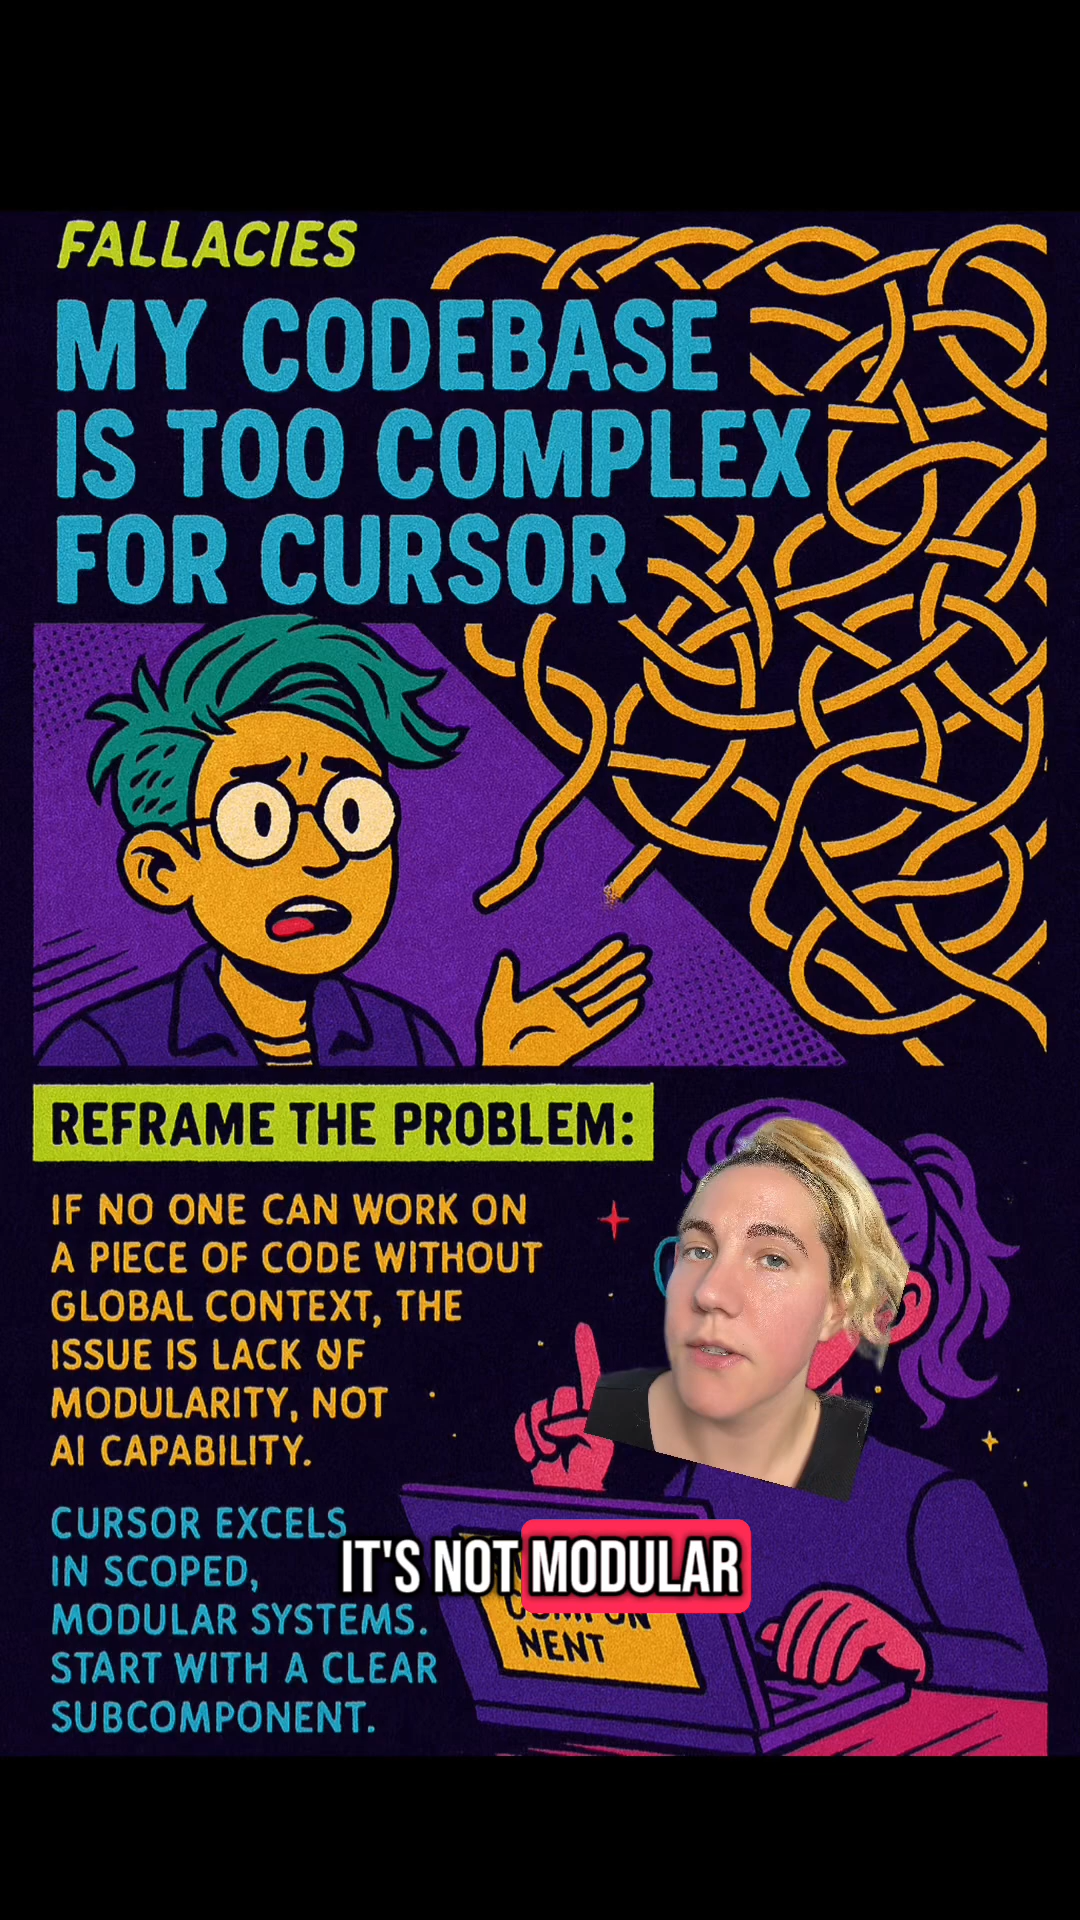 FALLACIES
MY CODEBASE
IS TOO COMPLEX
FOR CURSOR
REFRAME THE PROBLEM:
IF NO ONE CAN WORK ON
A PIECE OF CODE WITHOUT
GLOBAL CONTEXT, THE
ISSUE IS LACK OF
MODULARITY, NOT
AI CAPABILITY.
CURSOR EXCELS
IN SCOPED,
MODULAR SYSTEMS.
START WITH A CLEAR
SUBCOMPONENT.
IT'S NOT MODULAR
NENT